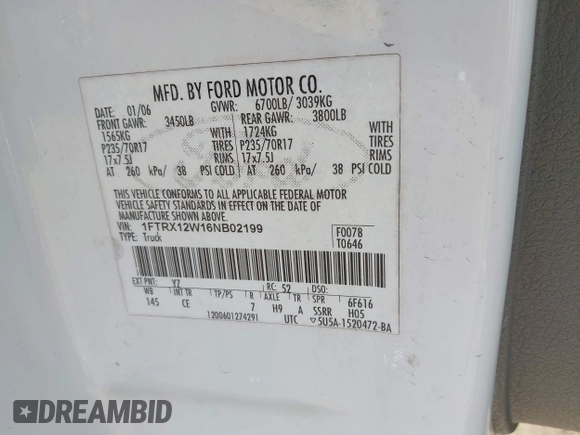 MFD. BY FORD MOTOR CO.
DATE: 01/06 GVWR: 6700LB/ 3039KG
FRONT GAWR: 3450LB REAR GAWR: 3800LB
1565KG WITH 1724KG WITH
P235/70R17 TIRES P235/70R17 TIRES
17x7.5J RIMS 17x7.5J RIMS
AT 260 kPa/ 38 PSI COLD AT 260 kPa/ 38 PSI COLD
THIS VEHICLE CONFORMS TO ALL APPLICABLE FEDERAL MOTOR
VEHICLE SAFETY STANDARDS IN EFFECT ON THE DATE OF
MANUFACTURE SHOWN ABOVE.
VIN: 1FTRX12W16NB02199 F0078
TYPE: Truck T0646
EXT PNT: YZ RC: 52 DSO:
WB INT TR TP/PS R AXLE TR SPR 6F616
145 CE 7 H9 A SSRR H05
1200601274291 UTC 5U5A-1520472-BA
DREAMBID